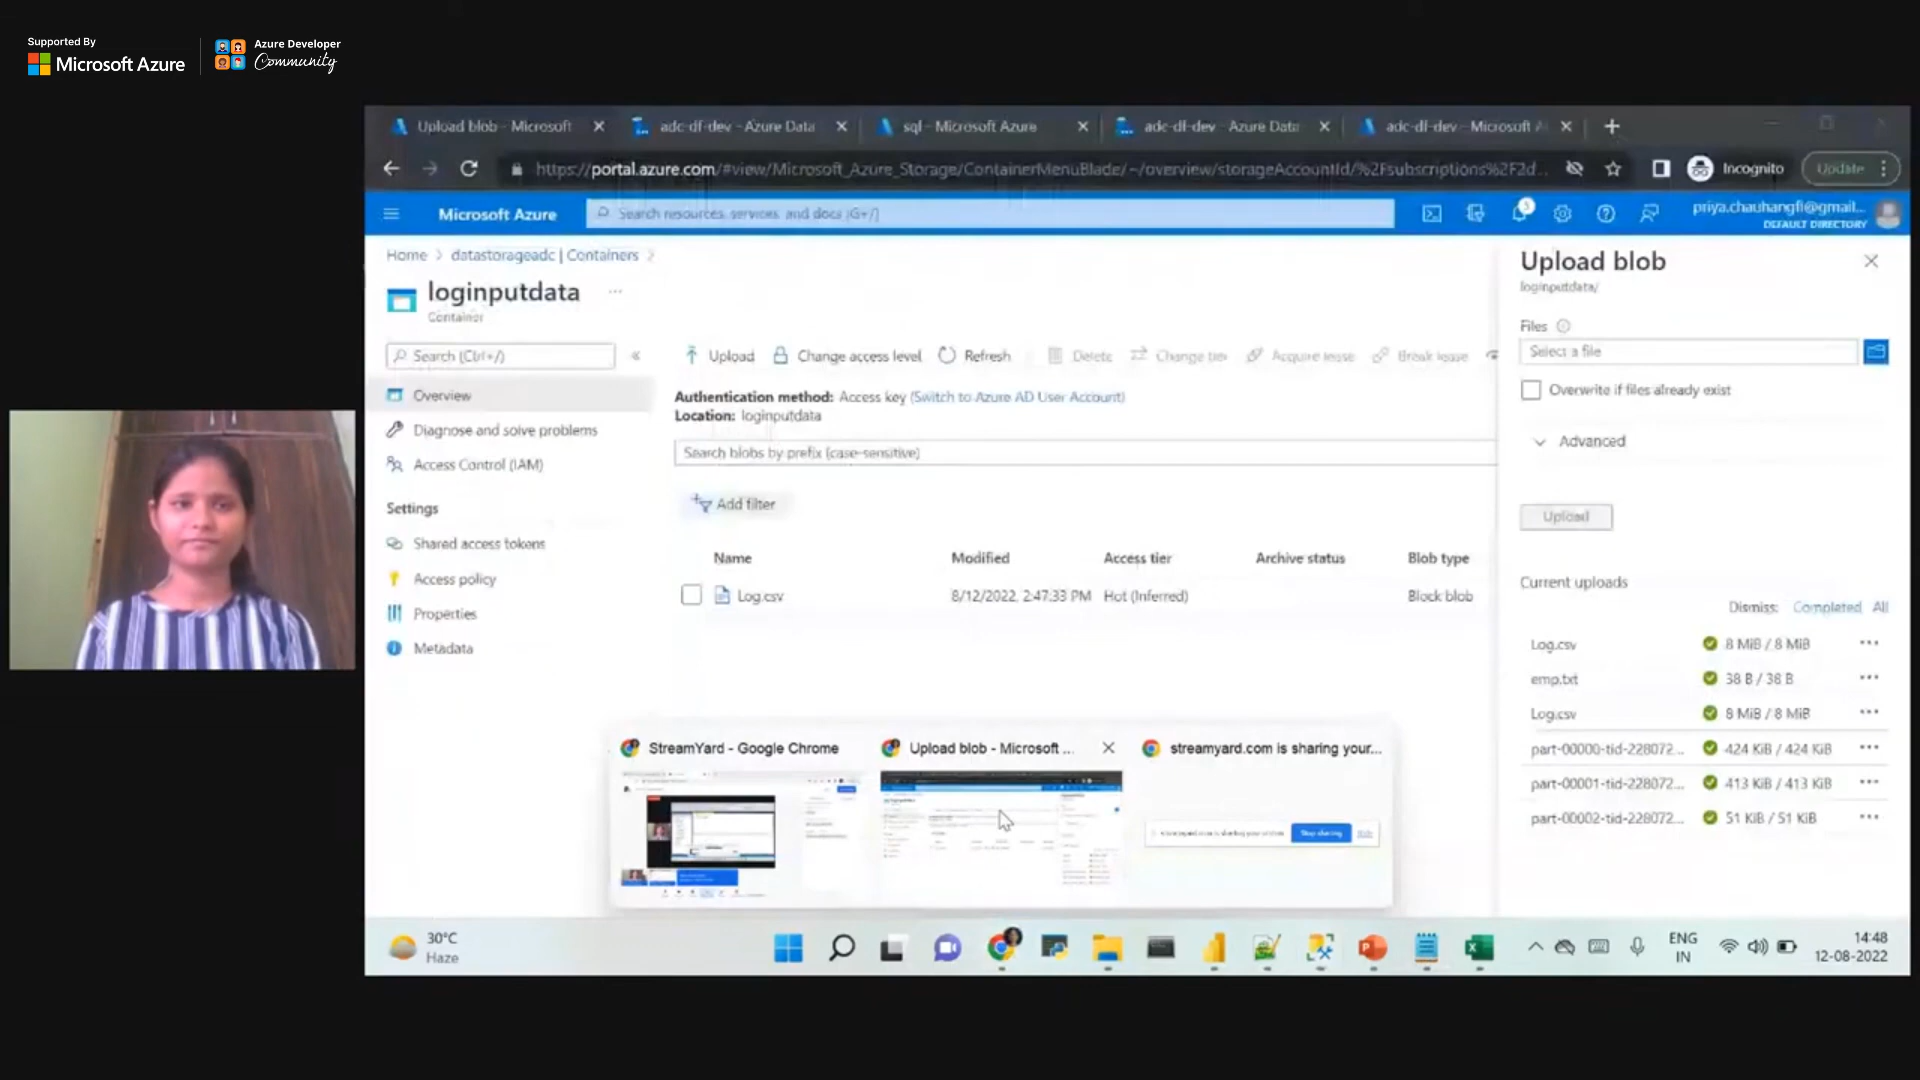 Supported By
Microsoft Azure
Azure Developer
Community
Upload blob - Microsoft
adc-df-dev - Azure Data
sql - Microsoft Azure
adc-df-dev - Azure Data
adc-df-dev - Microsoft A
https://portal.azure.com/#view/Microsoft_Azure_Storage/ContainerMenuBlade/~/overview/storageAccountId/%2Fsubscriptions%2F2d...
Incognito
Update
Microsoft Azure
Search resources, services, and docs (G+/)
priya.chauhangfl@gmail...
DEFAULT DIRECTORY
Home > datastorageadc | Containers >
loginputdata
...
Container
Search (Ctrl+/)
«
Overview
Diagnose and solve problems
Access Control (IAM)
Settings
Shared access tokens
Access policy
Properties
Metadata
Upload
Change access level
Refresh
Delete
Change tier
Acquire lease
Break lease
Authentication method: Access key (Switch to Azure AD User Account)
Location: loginputdata
Search blobs by prefix (case-sensitive)
Add filter
Name Modified Access tier Archive status Blob type
Log.csv 8/12/2022, 2:47:33 PM Hot (Inferred) Block blob
Upload blob
loginputdata/
Files
Select a file
Overwrite if files already exist
Advanced
Upload
Current uploads
Dismiss: Completed All
Log.csv 8 MiB / 8 MiB
emp.txt 38 B / 38 B
Log.csv 8 MiB / 8 MiB
part-00000-tid-228072... 424 KiB / 424 KiB
part-00001-tid-228072... 413 KiB / 413 KiB
part-00002-tid-228072... 51 KiB / 51 KiB
StreamYard - Google Chrome
Upload blob - Microsoft ...
streamyard.com is sharing your...
Stop sharing
Hide
30°C
Haze
ENG
IN
14:48
12-08-2022